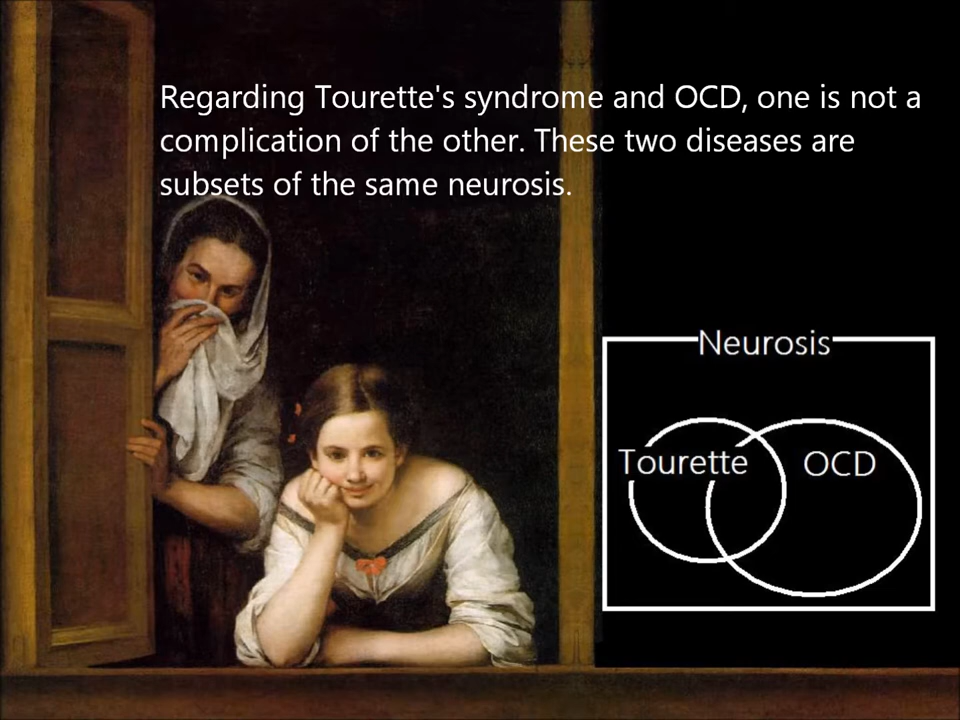 Regarding Tourette's syndrome and OCD, one is not a
complication of the other. These two diseases are
subsets of the same neurosis.
Neurosis
Tourette
OCD